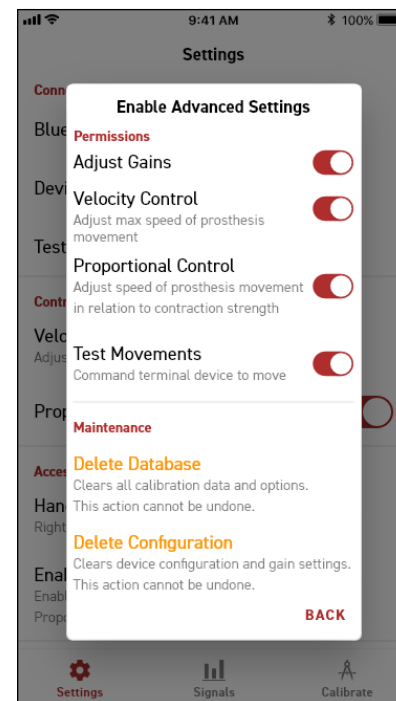 9:41 AM
100%
Settings
Enable Advanced Settings
Permissions
Adjust Gains
Velocity Control
Adjust max speed of prosthesis
movement
Proportional Control
Adjust speed of prosthesis movement
in relation to contraction strength
Test Movements
Command terminal device to move
Maintenance
Delete Database
Clears all calibration data and options.
This action cannot be undone.
Delete Configuration
Clears device configuration and gain settings.
This action cannot be undone.
BACK
Conn
Blue
Devi
Test
Contr
Velo
Adjus
Prop
Acces
Han
Right
Enal
Enabl
Propo
Settings
Signals
Calibrate